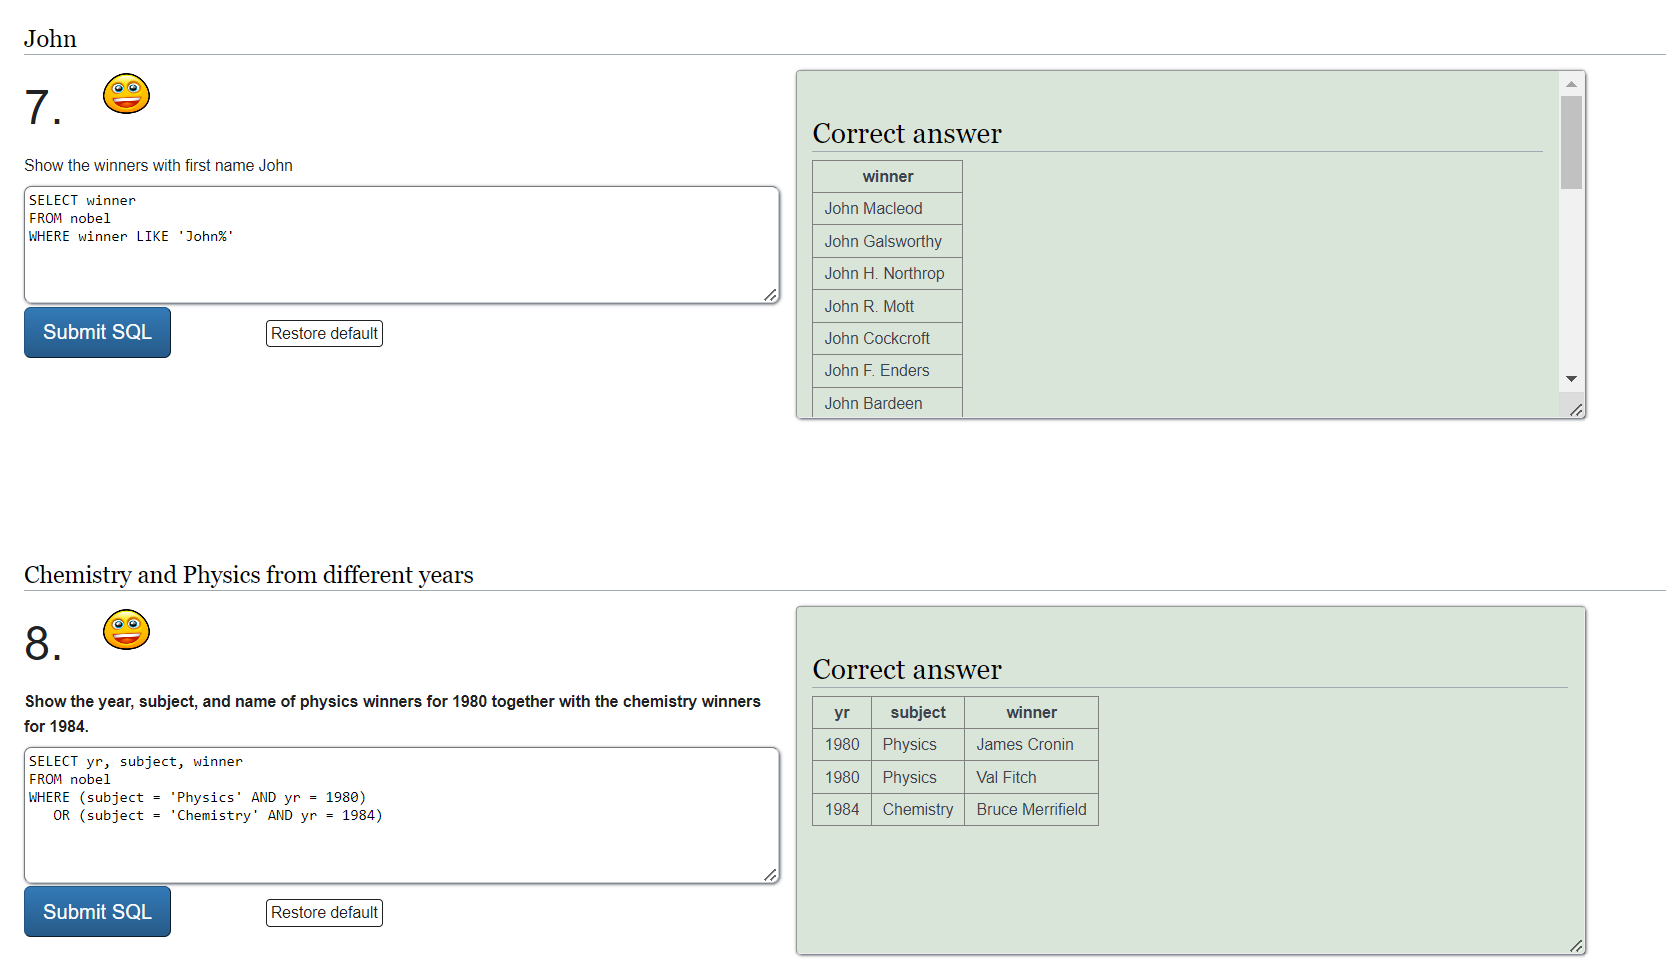 John
7.
Show the winners with first name John
SELECT winner
FROM nobel
WHERE winner LIKE 'John%'
Submit SQL
Restore default
Correct answer
winner
John Macleod
John Galsworthy
John H. Northrop
John R. Mott
John Cockcroft
John F. Enders
John Bardeen
Chemistry and Physics from different years
8.
Show the year, subject, and name of physics winners for 1980 together with the chemistry winners
for 1984.
SELECT yr, subject, winner
FROM nobel
WHERE (subject = 'Physics' AND yr = 1980)
   OR (subject = 'Chemistry' AND yr = 1984)
Submit SQL
Restore default
Correct answer
yr subject winner
1980 Physics James Cronin
1980 Physics Val Fitch
1984 Chemistry Bruce Merrifield